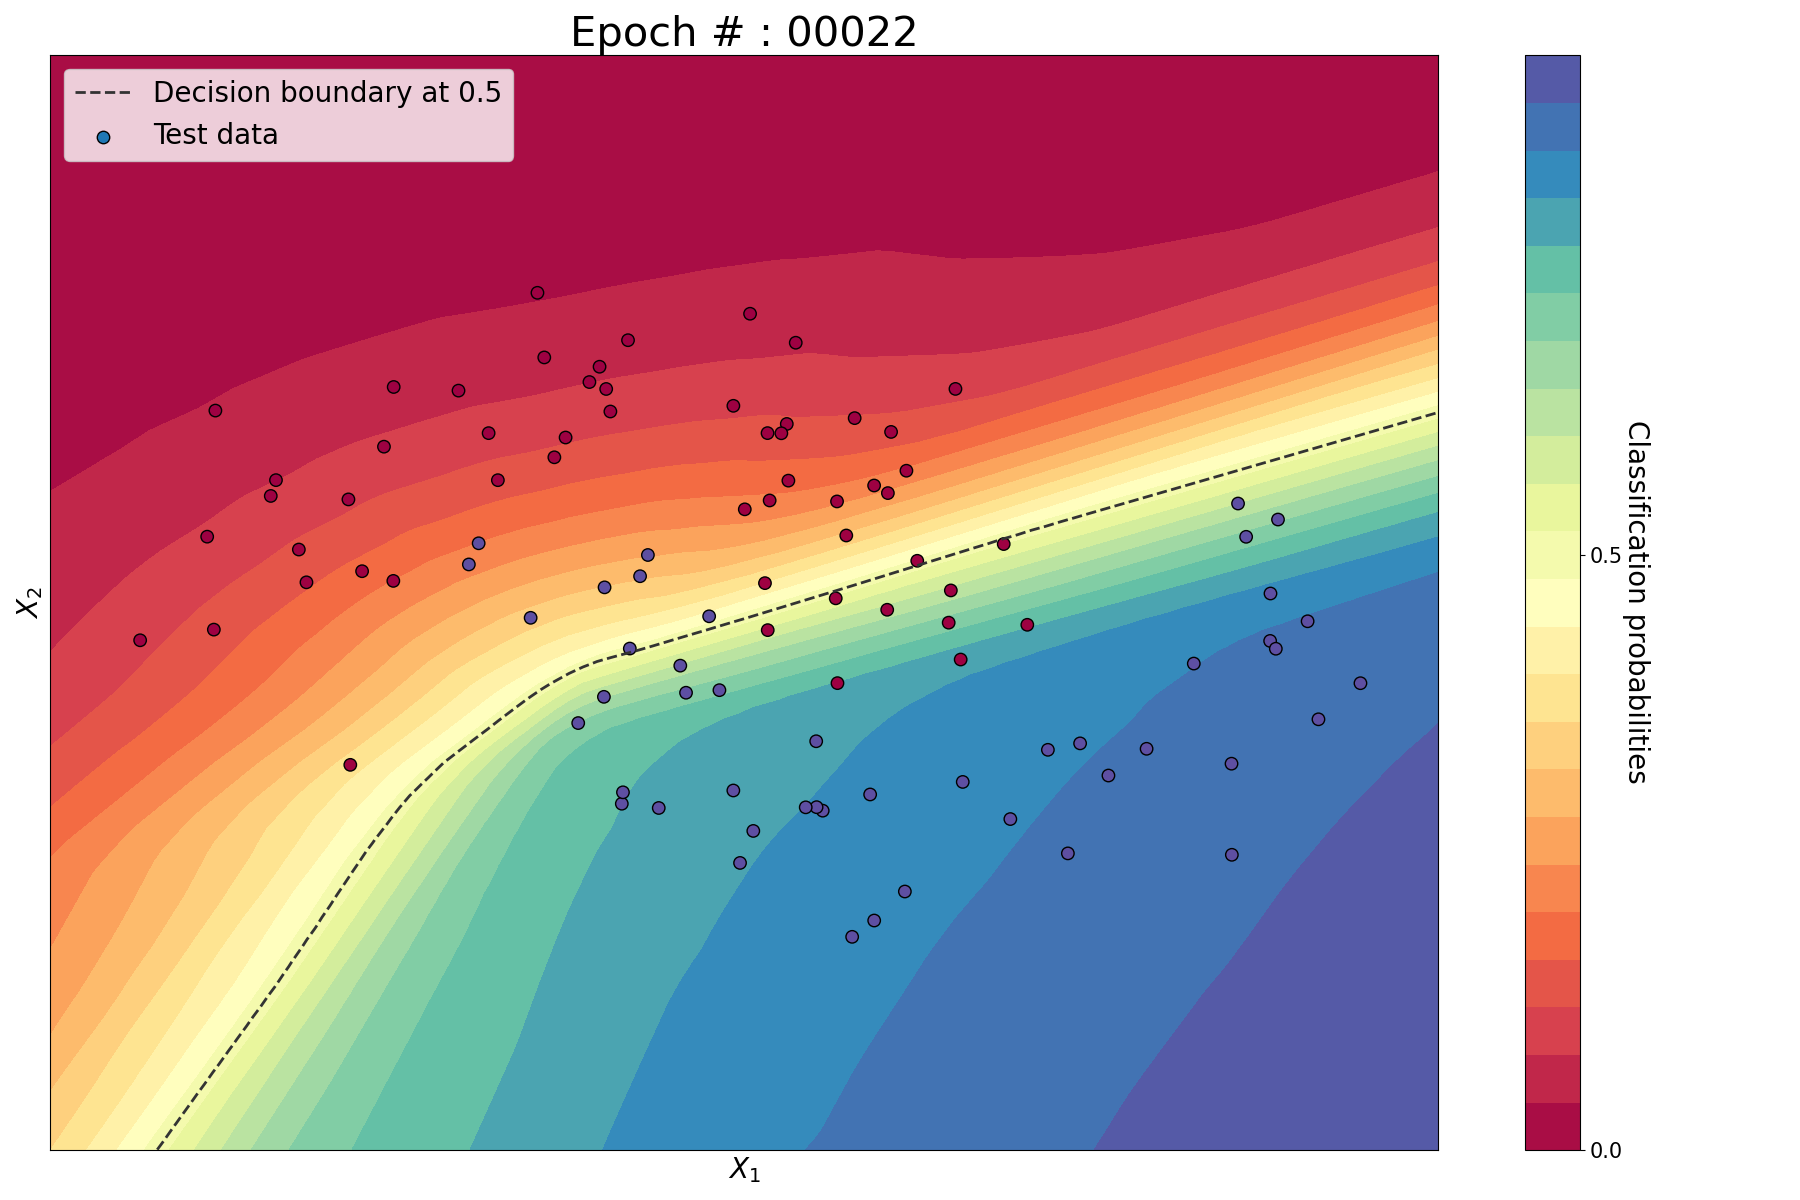 Epoch # : 00022
Decision boundary at 0.5
Test data
X₂
X₁
0.5
0.0
Classification probabilities